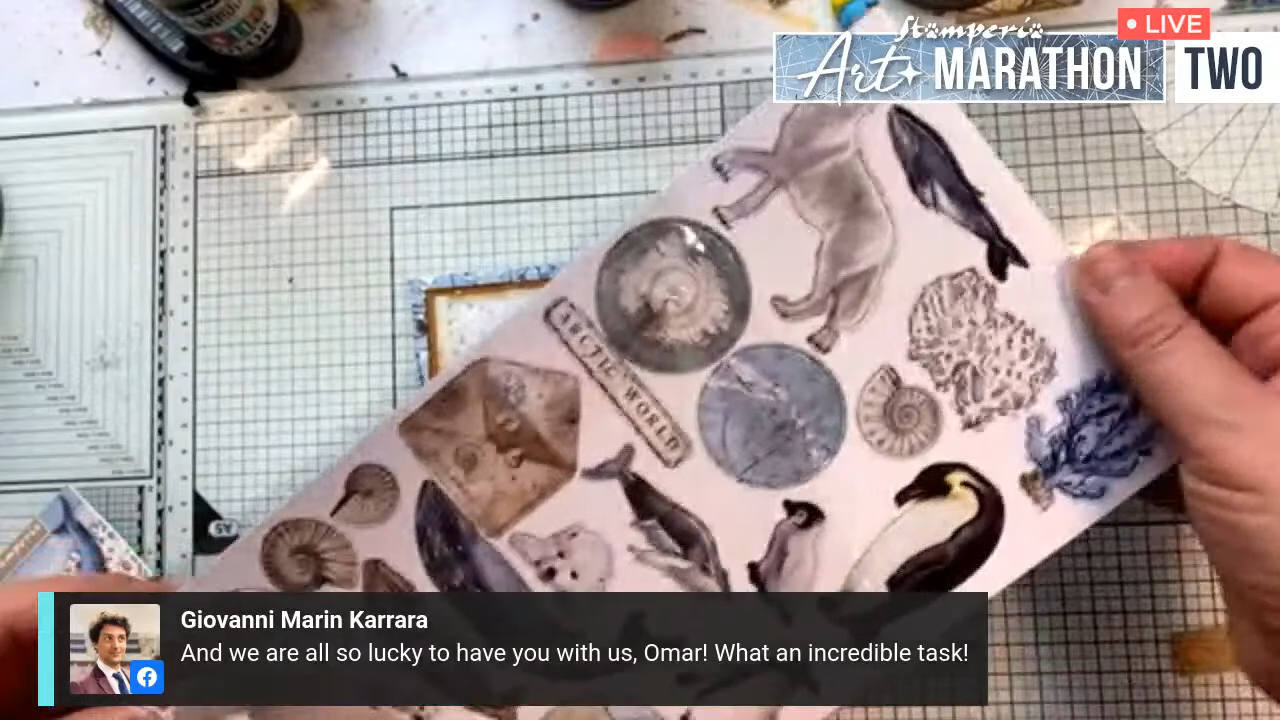 Stamperia
LIVE
Art MARATHON TWO
ARCTIC WORLD
A5
Giovanni Marin Karrara
And we are all so lucky to have you with us, Omar! What an incredible task!